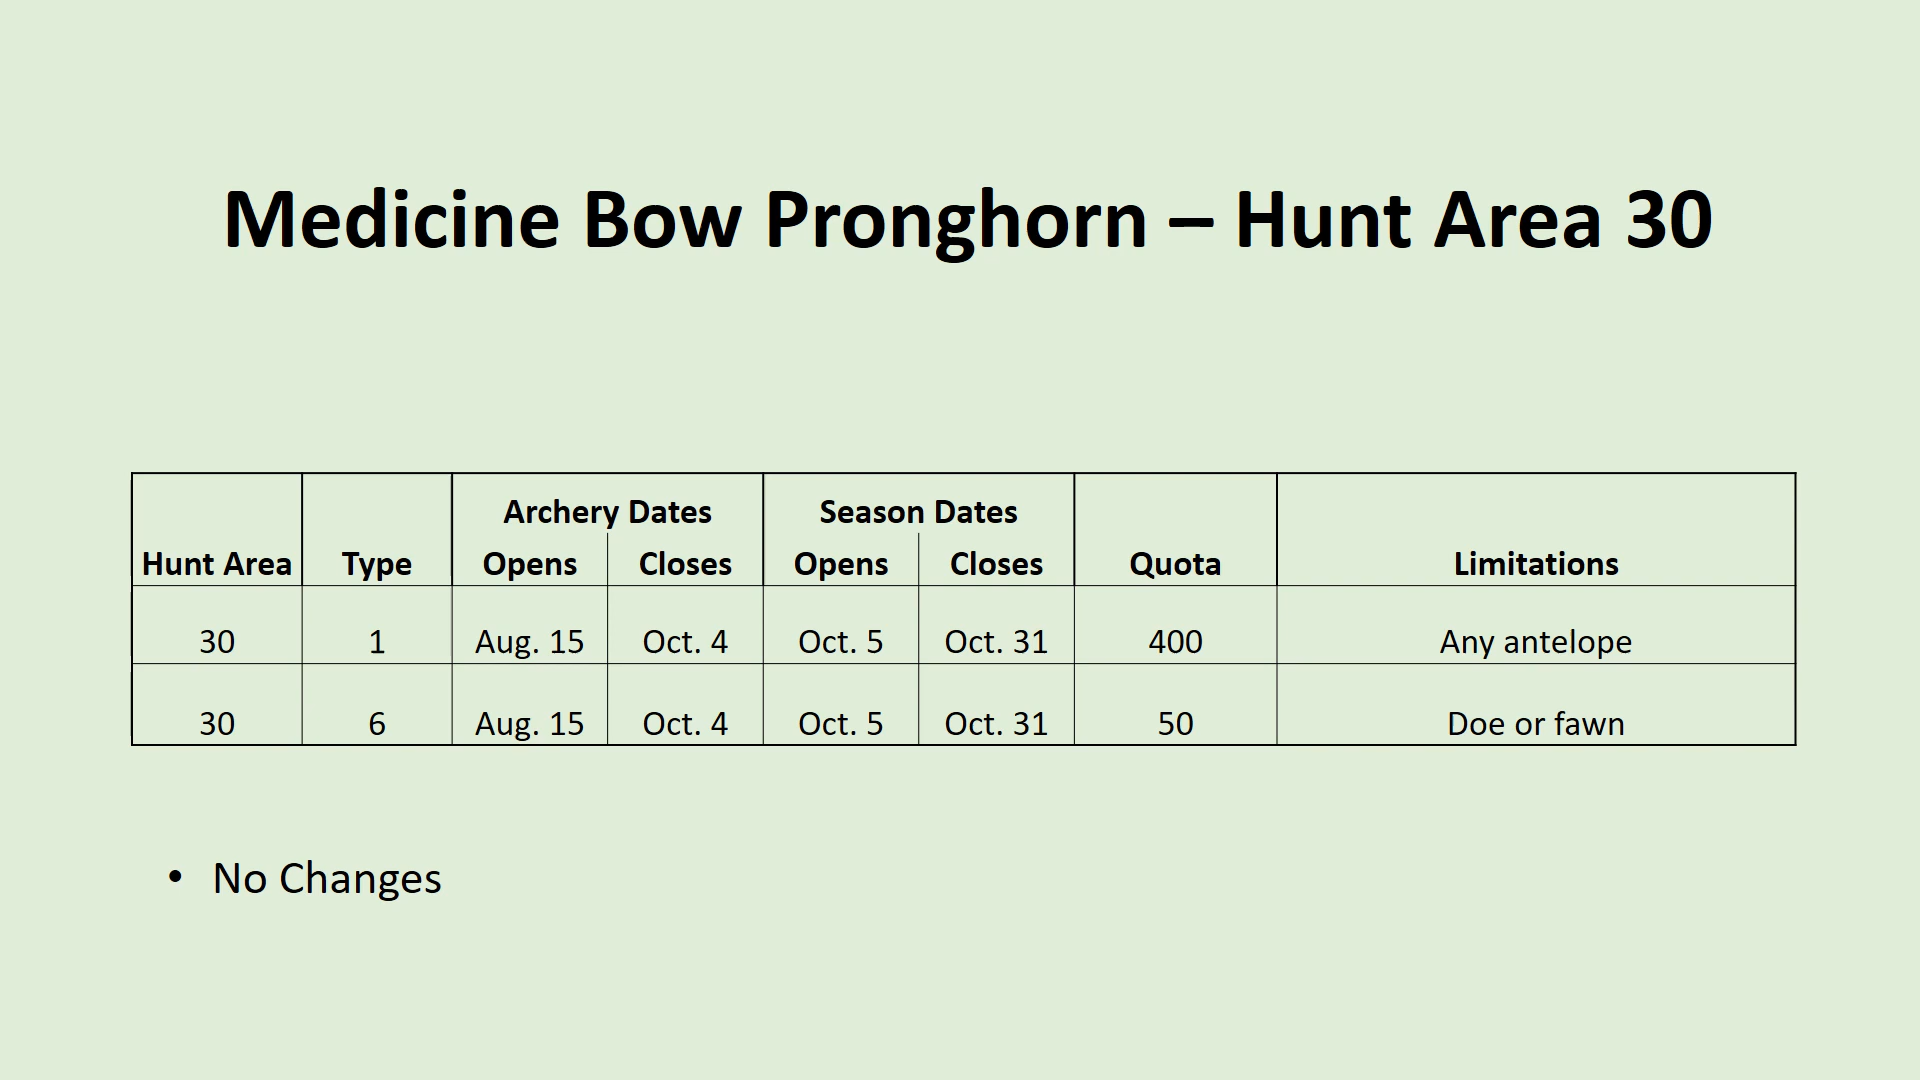 Medicine Bow Pronghorn – Hunt Area 30
Archery Dates Season Dates
Hunt Area Type Opens Closes Opens Closes Quota Limitations
30 1 Aug. 15 Oct. 4 Oct. 5 Oct. 31 400 Any antelope
30 6 Aug. 15 Oct. 4 Oct. 5 Oct. 31 50 Doe or fawn
• No Changes